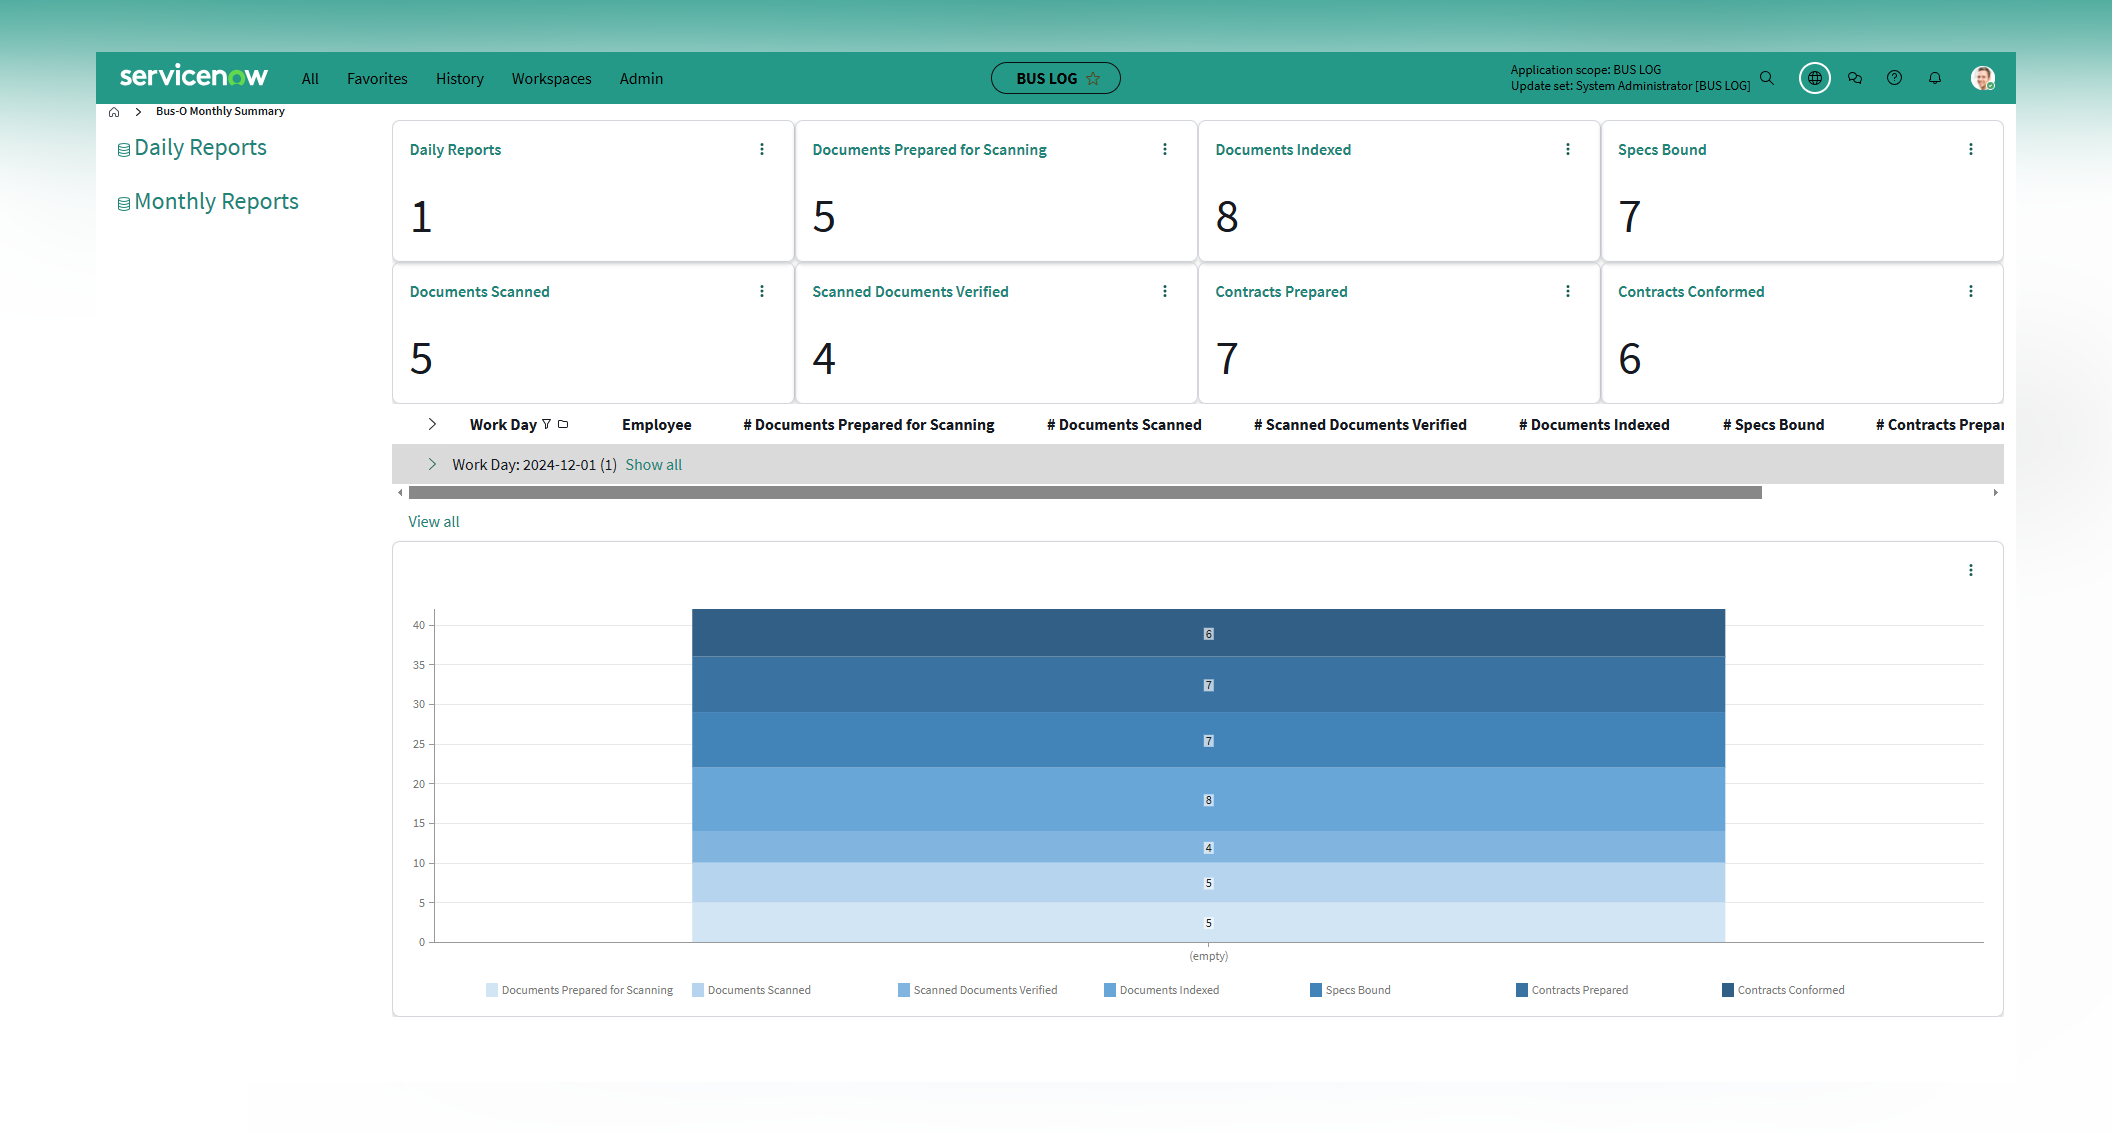 servicenow All Favorites History Workspaces Admin BUS LOG
Application scope: BUS LOG
Update set: System Administrator [BUS LOG]
Bus-O Monthly Summary
Daily Reports
Monthly Reports
Daily Reports
1
Documents Prepared for Scanning
5
Documents Indexed
8
Specs Bound
7
Documents Scanned
5
Scanned Documents Verified
4
Contracts Prepared
7
Contracts Conformed
6
Work Day Employee # Documents Prepared for Scanning # Documents Scanned # Scanned Documents Verified # Documents Indexed # Specs Bound # Contracts Prepar
Work Day: 2024-12-01 (1) Show all
View all
40
35
30
25
20
15
10
5
0
6
7
7
8
4
5
5
(empty)
Documents Prepared for Scanning Documents Scanned Scanned Documents Verified Documents Indexed Specs Bound Contracts Prepared Contracts Conformed